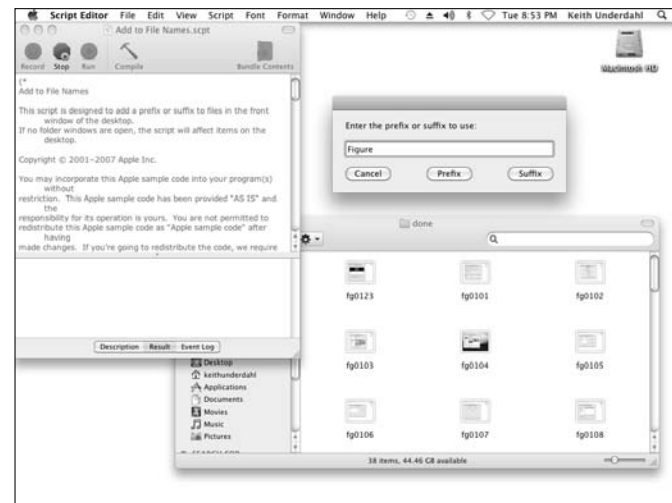 Script Editor File Edit View Script Font Format Window Help Tue 8:53 PM Keith Underdahl
Add to File Names.scpt
Record Stop Run Compile Bundle Contents
(*
Add to File Names
This script is designed to add a prefix or suffix to files in the front
window of the desktop.
If no folder windows are open, the script will affect items on the
desktop.
Copyright © 2001–2007 Apple Inc.
You may incorporate this Apple sample code into your program(s)
without
restriction. This Apple sample code has been provided "AS IS" and
the
responsibility for its operation is yours. You are not permitted to
redistribute this Apple sample code as "Apple sample code" after
having
made changes. If you're going to redistribute the code, we require
Description Result Event Log
Macintosh HD
Enter the prefix or suffix to use:
Figure
Cancel Prefix Suffix
done
fg0123 fg0101 fg0102
fg0103 fg0104 fg0105
fg0106 fg0107 fg0108
Desktop
keithunderdahl
Applications
Documents
Movies
Music
Pictures
SEARCH FOR
38 items, 44.46 GB available